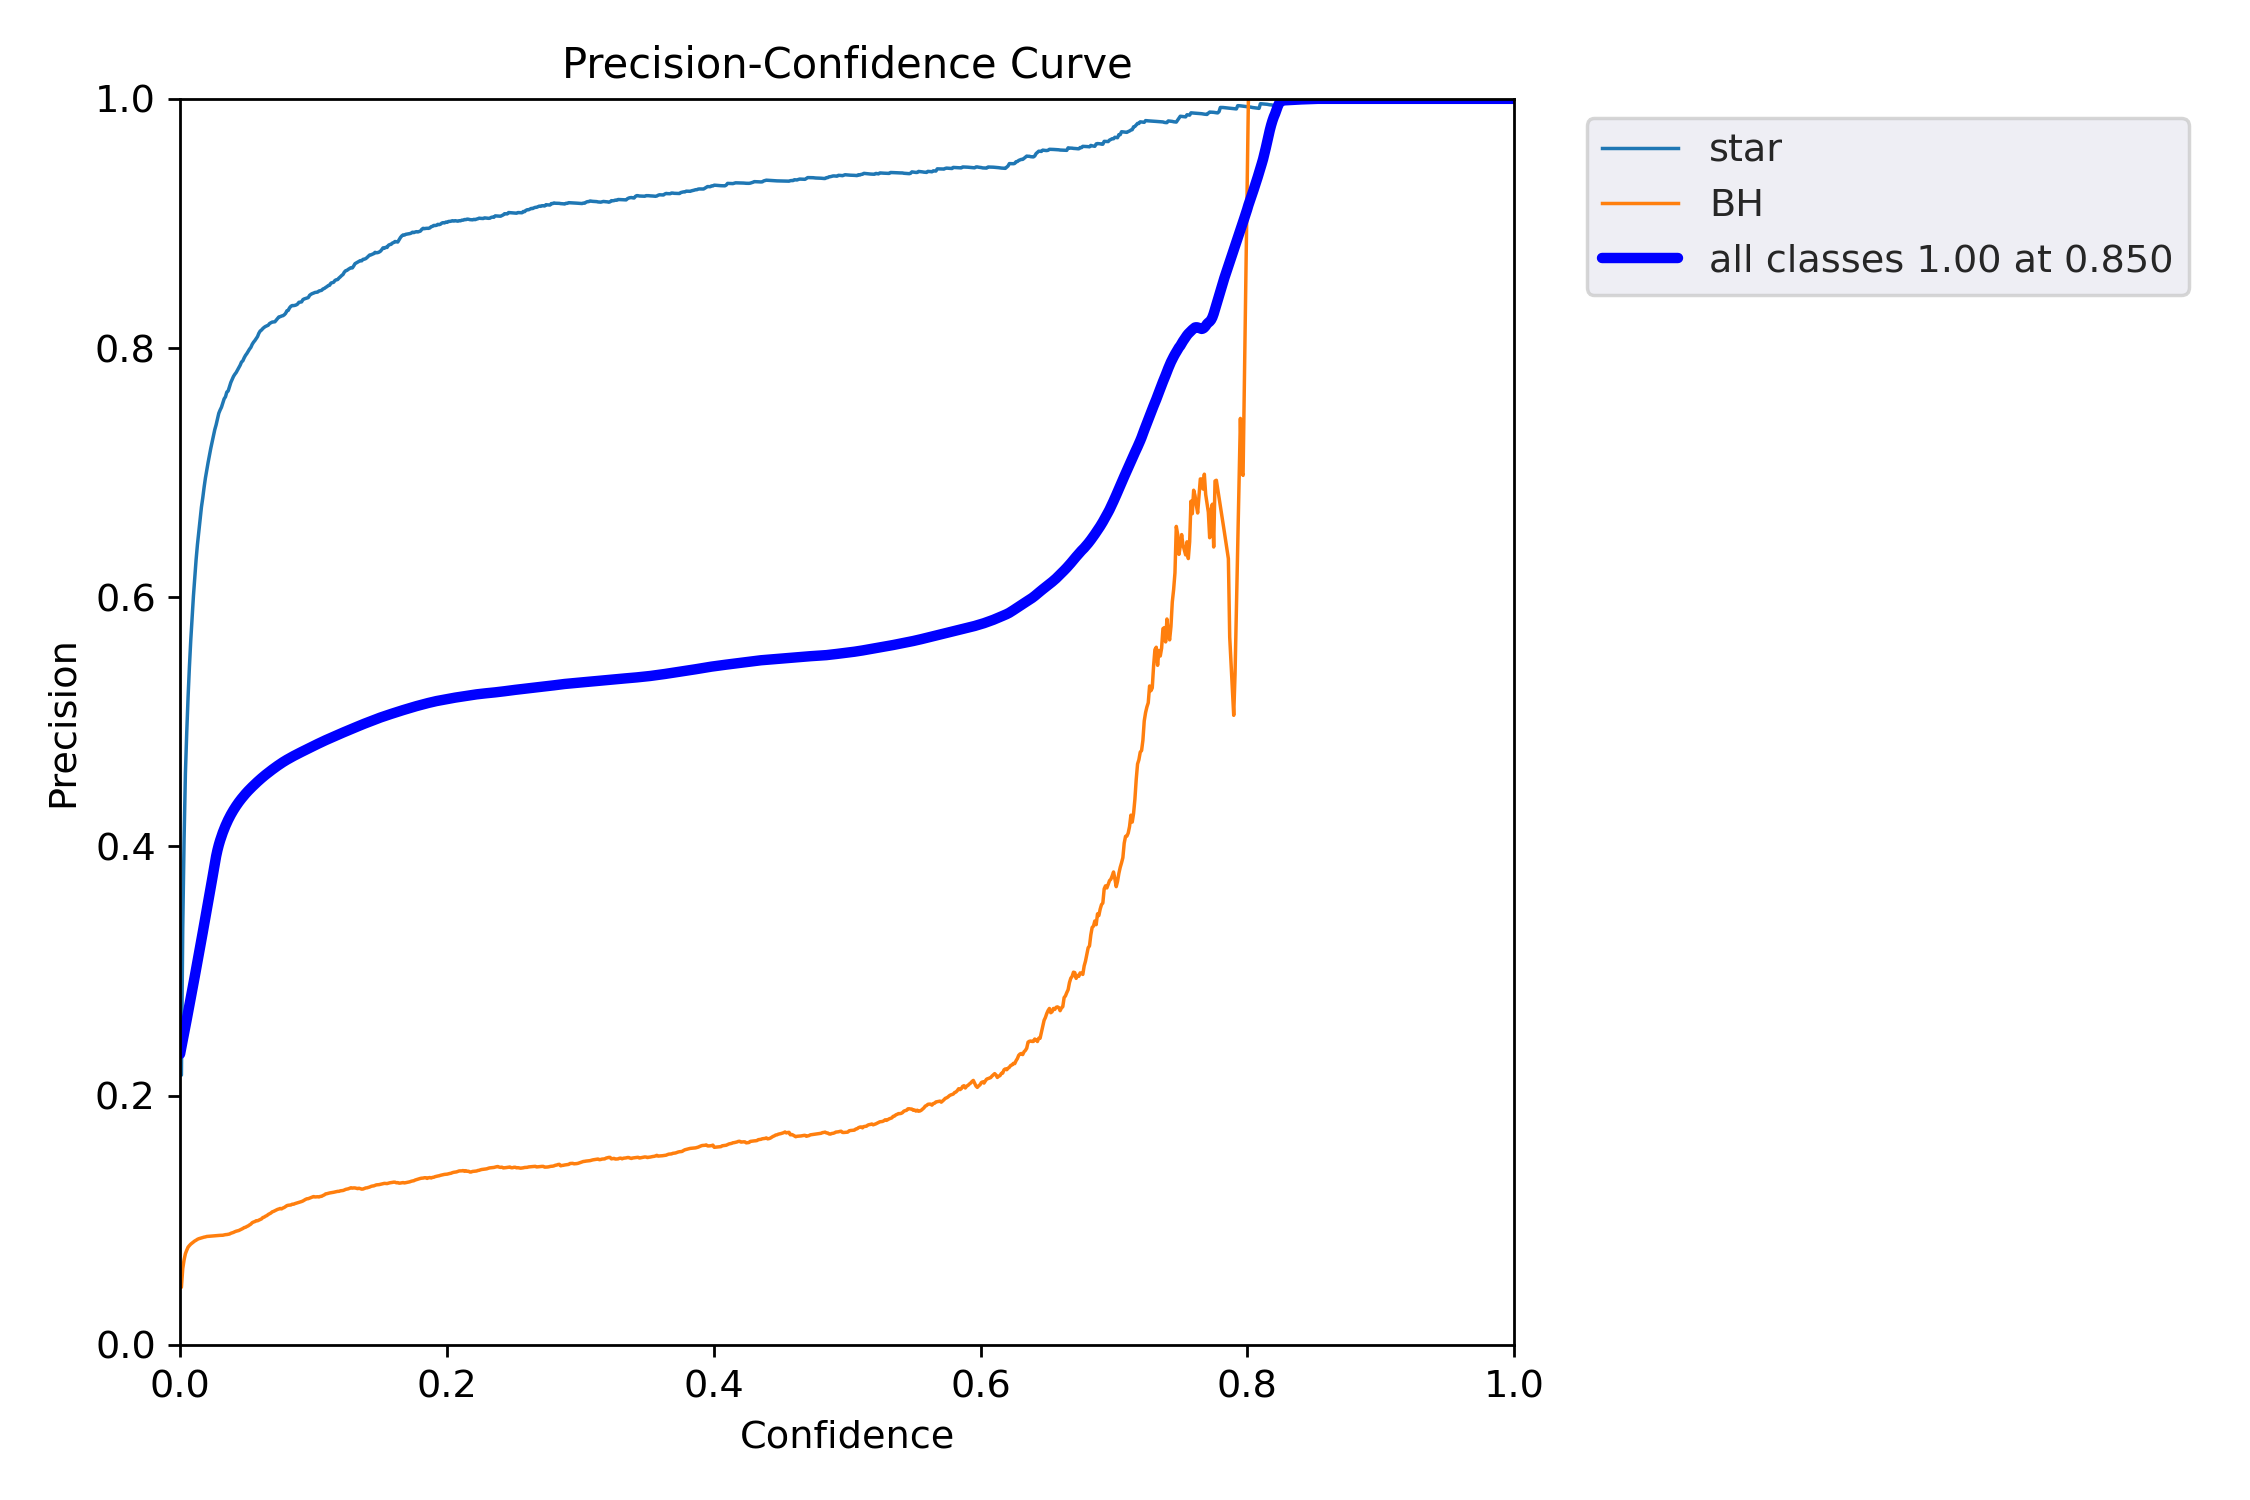 Precision-Confidence Curve
1.0
0.8
0.6
0.4
0.2
0.0
Precision
0.0 0.2 0.4 0.6 0.8 1.0
Confidence
star
BH
all classes 1.00 at 0.850